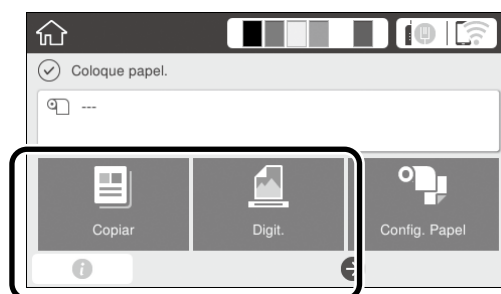 Coloque papel.
---
Copiar
Digit.
Config. Papel
i